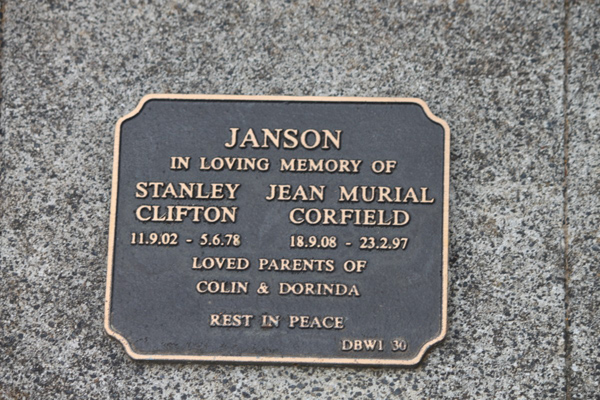 JANSON
IN LOVING MEMORY OF
STANLEY JEAN MURIAL
CLIFTON CORFIELD
11.9.02 - 5.6.78 18.9.08 - 23.2.97
LOVED PARENTS OF
COLIN & DORINDA
REST IN PEACE
DBW1 30